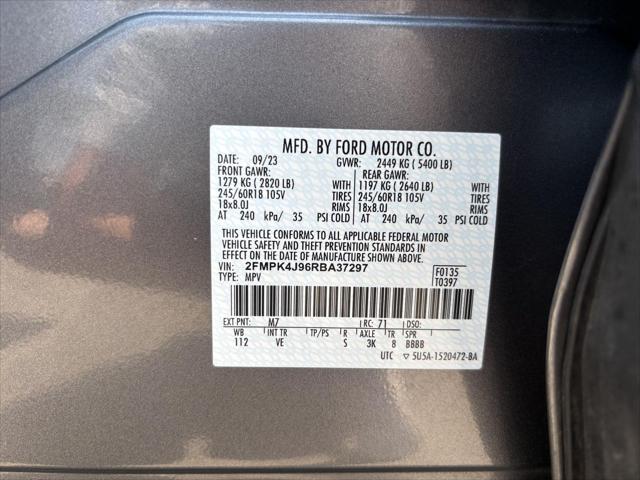 MFD. BY FORD MOTOR CO.
DATE: 09/23 GVWR: 2449 KG ( 5400 LB)
FRONT GAWR: REAR GAWR:
1279 KG ( 2820 LB) WITH 1197 KG ( 2640 LB) WITH
245/60R18 105V TIRES 245/60R18 105V TIRES
18x8.0J RIMS 18x8.0J RIMS
AT 240 kPa/ 35 PSI COLD AT 240 kPa/ 35 PSI COLD
THIS VEHICLE CONFORMS TO ALL APPLICABLE FEDERAL MOTOR
VEHICLE SAFETY AND THEFT PREVENTION STANDARDS IN
EFFECT ON THE DATE OF MANUFACTURE SHOWN ABOVE.
VIN: 2FMPK4J96RBA37297 F0135
TYPE: MPV T0397
EXT PNT: M7 RC: 71 DSO:
WB INT TR TP/PS R AXLE TR SPR
112 VE S 3K 8 BBBB
UTC ▽ 5U5A-1520472-BA